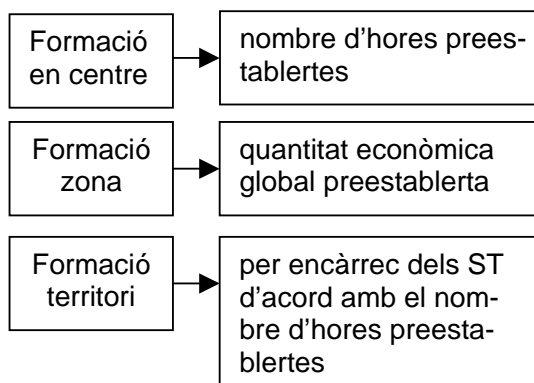 Formació
en centre
nombre d'hores prees-
tablertes
Formació
zona
quantitat econòmica
global preestablerta
Formació
territori
per encàrrec dels ST
d'acord amb el nom-
bre d'hores preesta-
blertes